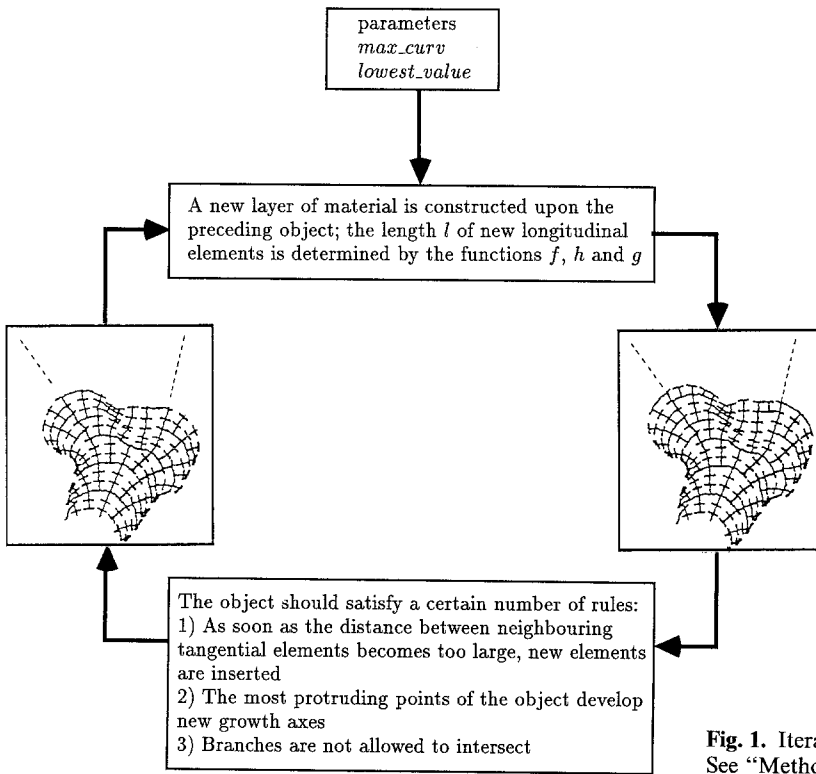 parameters
max_curv
lowest_value
A new layer of material is constructed upon the
preceding object; the length l of new longitudinal
elements is determined by the functions f, h and g
The object should satisfy a certain number of rules:
1) As soon as the distance between neighbouring
tangential elements becomes too large, new elements
are inserted
2) The most protruding points of the object develop
new growth axes
3) Branches are not allowed to intersect
Fig. 1. Itera
See “Metho